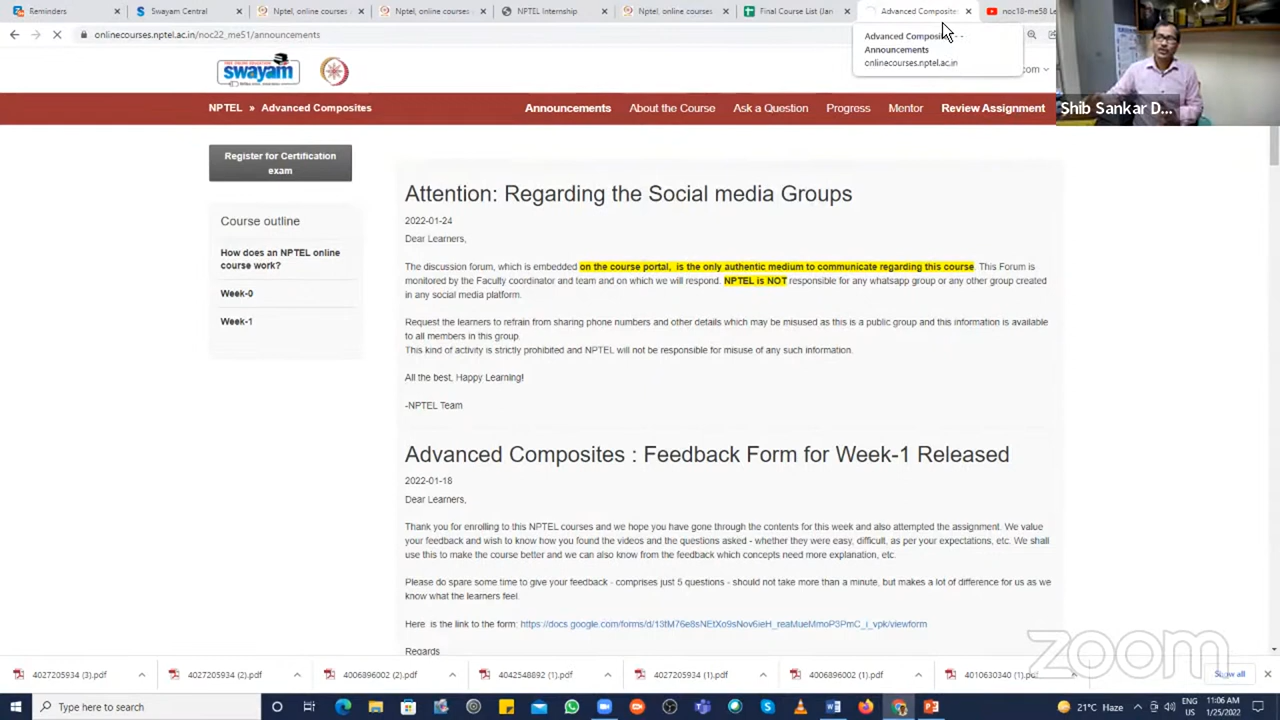 Reminders
Swayam Central
Nptel, online courses
Nptel, online courses
NPTEL Internship
Nptel, online courses
Final Course List (Jan
Advanced Composite
noc18-me58 Le
onlinecourses.nptel.ac.in/noc22_me51/announcements
Advanced Composi
Announcements
onlinecourses.nptel.ac.in
swayam
com
NPTEL » Advanced Composites
Announcements
About the Course
Ask a Question
Progress
Mentor
Review Assignment
Shib Sankar D...
Register for Certification
exam
Course outline
How does an NPTEL online
course work?
Week-0
Week-1
Attention: Regarding the Social media Groups
2022-01-24
Dear Learners,
The discussion forum, which is embedded on the course portal, is the only authentic medium to communicate regarding this course. This Forum is
monitored by the Faculty coordinator and team and on which we will respond. NPTEL is NOT responsible for any whatsapp group or any other group created
in any social media platform.
Request the learners to refrain from sharing phone numbers and other details which may be misused as this is a public group and this information is available
to all members in this group.
This kind of activity is strictly prohibited and NPTEL will not be responsible for misuse of any such information.
All the best, Happy Learning!
-NPTEL Team
Advanced Composites : Feedback Form for Week-1 Released
2022-01-18
Dear Learners,
Thank you for enrolling to this NPTEL courses and we hope you have gone through the contents for this week and also attempted the assignment. We value
your feedback and wish to know how you found the videos and the questions asked - whether they were easy, difficult, as per your expectations, etc. We shall
use this to make the course better and we can also know from the feedback which concepts need more explanation, etc.
Please do spare some time to give your feedback - comprises just 5 questions - should not take more than a minute, but makes a lot of difference for us as we
know what the learners feel.
Here is the link to the form: https://docs.google.com/forms/d/13tM76e8sNEtXo9sNov6ieH_reaMueMmoP3PmC_i_vpk/viewform
Regards
zoom
4027205934 (3).pdf
4027205934 (2).pdf
4006896002 (2).pdf
4042548892 (1).pdf
4027205934 (1).pdf
4006896002 (1).pdf
4010630340 (1).pdf
Show all
Type here to search
21°C Haze
ENG
US
11:06 AM
1/25/2022